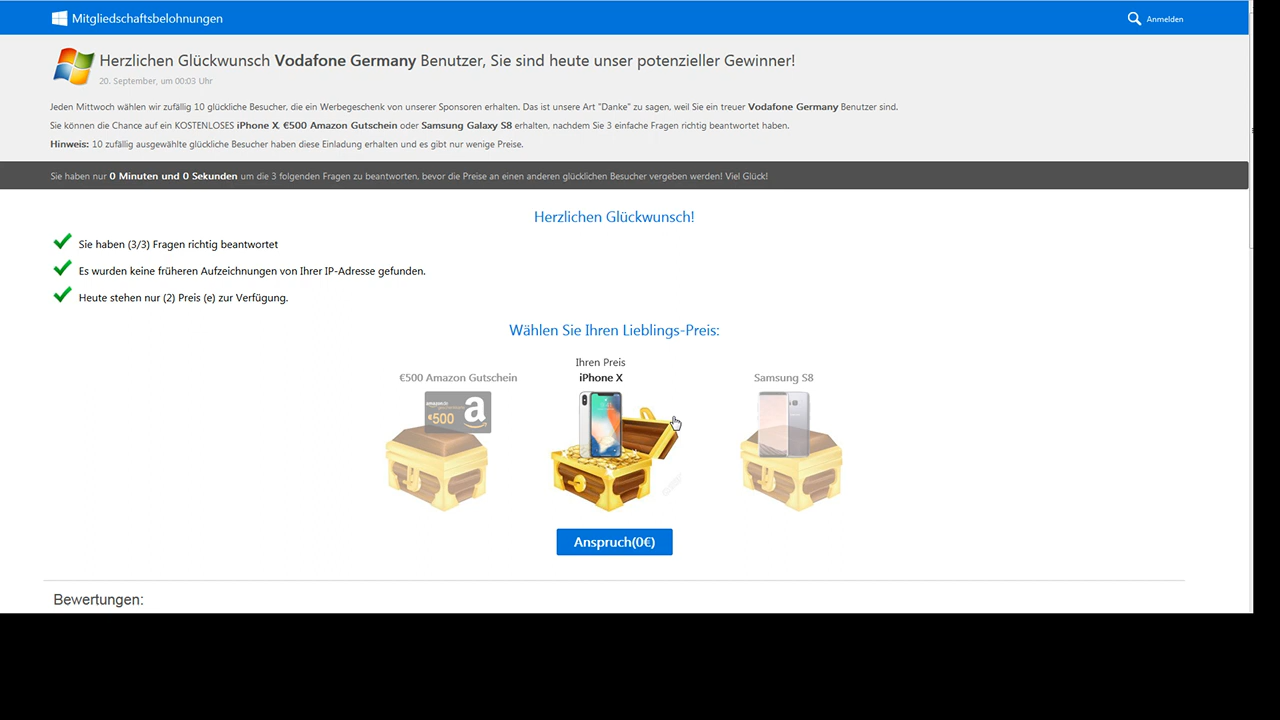 Mitgliedschaftsbelohnungen
Anmelden
Herzlichen Glückwunsch Vodafone Germany Benutzer, Sie sind heute unser potenzieller Gewinner!
20. September, um 00:03 Uhr
Jeden Mittwoch wählen wir zufällig 10 glückliche Besucher, die ein Werbegeschenk von unserer Sponsoren erhalten. Das ist unsere Art "Danke" zu sagen, weil Sie ein treuer Vodafone Germany Benutzer sind.
Sie können die Chance auf ein KOSTENLOSES iPhone X, €500 Amazon Gutschein oder Samsung Galaxy S8 erhalten, nachdem Sie 3 einfache Fragen richtig beantwortet haben.
Hinweis: 10 zufällig ausgewählte glückliche Besucher haben diese Einladung erhalten und es gibt nur wenige Preise.
Sie haben nur 0 Minuten und 0 Sekunden um die 3 folgenden Fragen zu beantworten, bevor die Preise an einen anderen glücklichen Besucher vergeben werden! Viel Glück!
Herzlichen Glückwunsch!
Sie haben (3/3) Fragen richtig beantwortet
Es wurden keine früheren Aufzeichnungen von Ihrer IP-Adresse gefunden.
Heute stehen nur (2) Preis (e) zur Verfügung.
Wählen Sie Ihren Lieblings-Preis:
€500 Amazon Gutschein
Ihren Preis
iPhone X
Samsung S8
€500
Anspruch(0€)
Bewertungen: